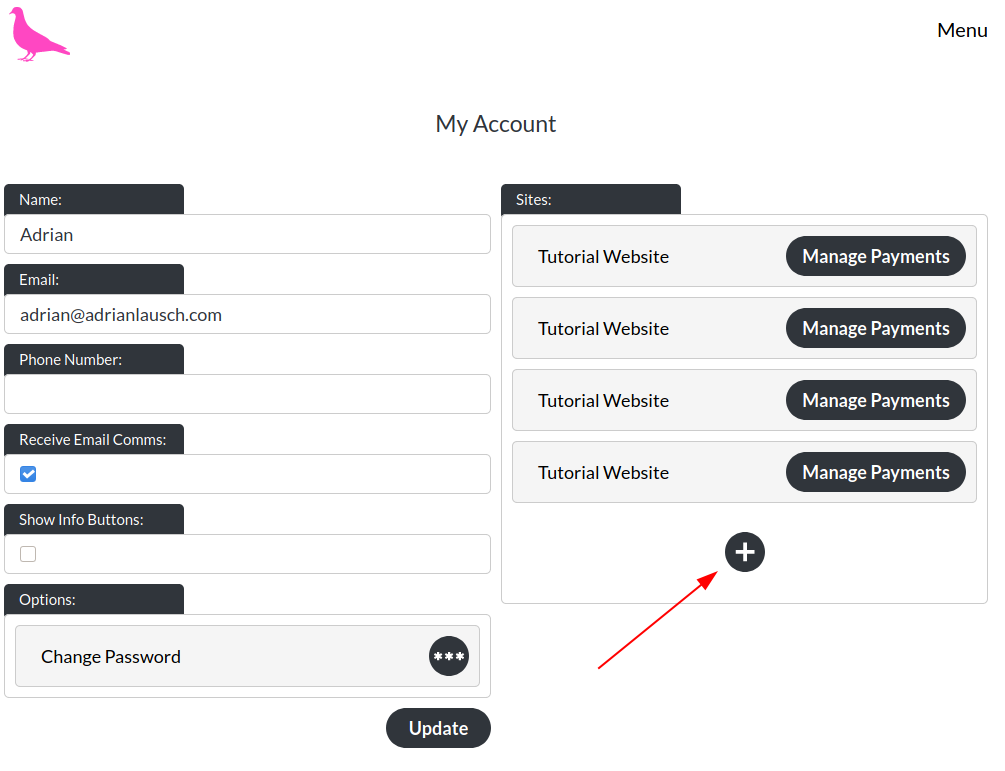 Menu
My Account
Name:
Adrian
Email:
adrian@adrianlausch.com
Phone Number:
Receive Email Comms:
Show Info Buttons:
Options:
Change Password
***
Update
Sites:
Tutorial Website Manage Payments
Tutorial Website Manage Payments
Tutorial Website Manage Payments
Tutorial Website Manage Payments
+